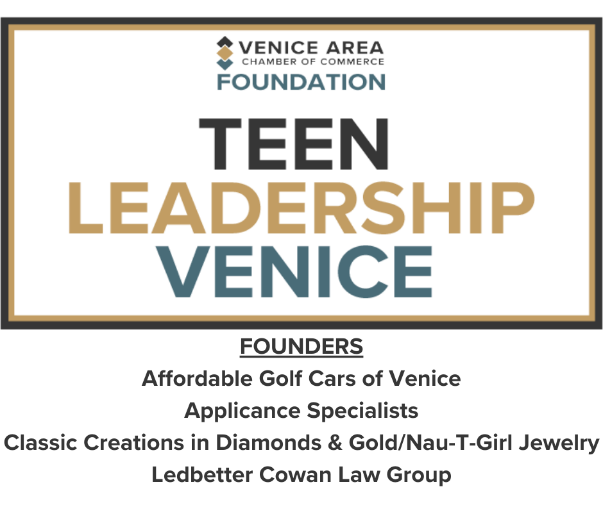 VENICE AREA
CHAMBER OF COMMERCE
FOUNDATION
TEEN
LEADERSHIP
VENICE
FOUNDERS
Affordable Golf Cars of Venice
Applicance Specialists
Classic Creations in Diamonds & Gold/Nau-T-Girl Jewelry
Ledbetter Cowan Law Group